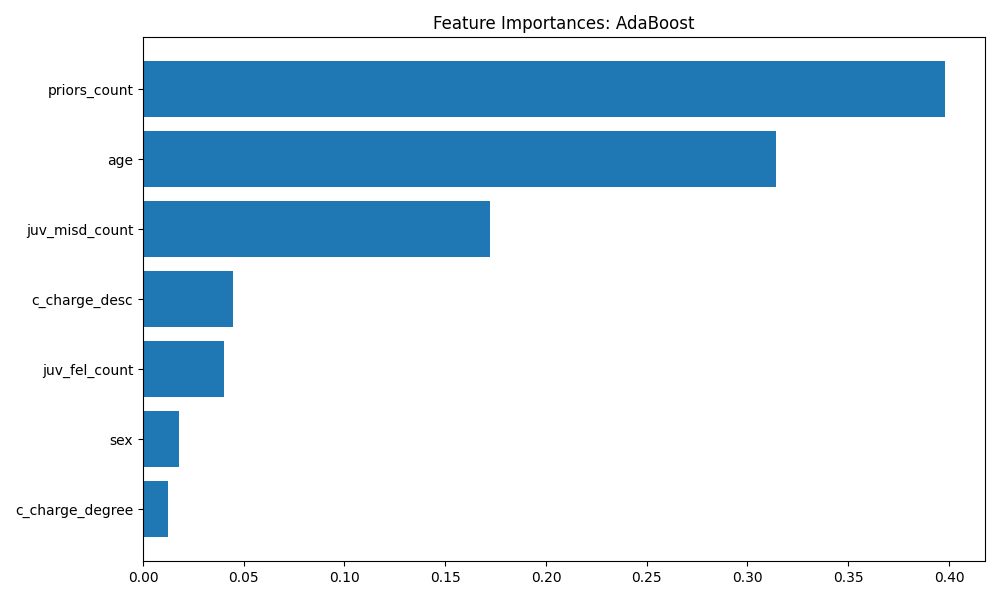 Feature Importances: AdaBoost
priors_count
age
juv_misd_count
c_charge_desc
juv_fel_count
sex
c_charge_degree
0.00 0.05 0.10 0.15 0.20 0.25 0.30 0.35 0.40